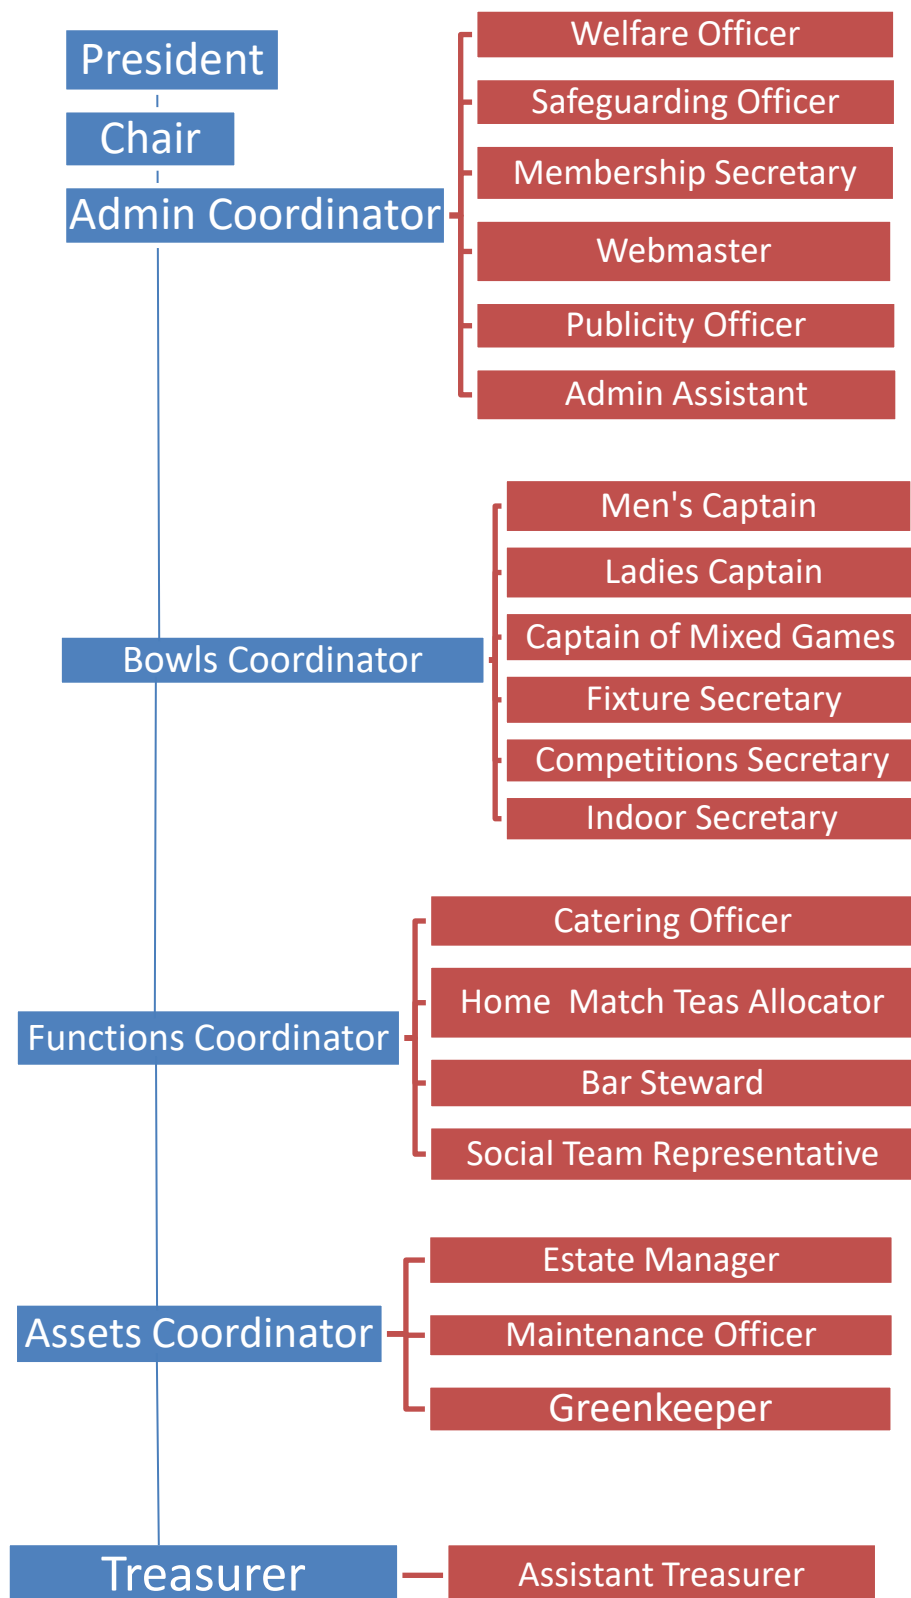 President
Chair
Admin Coordinator
Welfare Officer
Safeguarding Officer
Membership Secretary
Webmaster
Publicity Officer
Admin Assistant
Bowls Coordinator
Men's Captain
Ladies Captain
Captain of Mixed Games
Fixture Secretary
Competitions Secretary
Indoor Secretary
Functions Coordinator
Catering Officer
Home  Match Teas Allocator
Bar Steward
Social Team Representative
Assets Coordinator
Estate Manager
Maintenance Officer
Greenkeeper
Treasurer
Assistant Treasurer